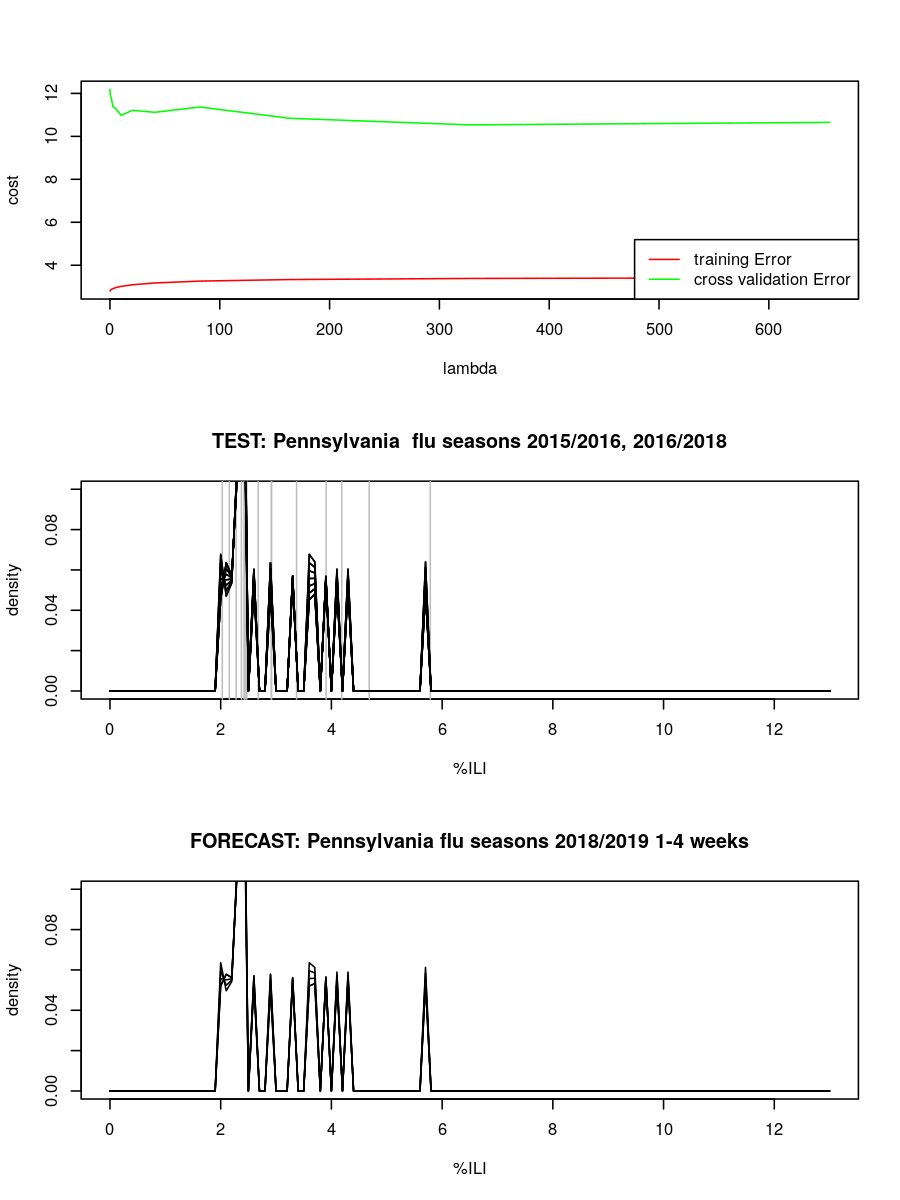 12
10
8
6
4
cost
training Error
cross validation Error
0 100 200 300 400 500 600
lambda
TEST: Pennsylvania  flu seasons 2015/2016, 2016/2018
0.08
0.04
0.00
density
0 2 4 6 8 10 12
%ILI
FORECAST: Pennsylvania flu seasons 2018/2019 1-4 weeks
0.08
0.04
0.00
density
0 2 4 6 8 10 12
%ILI